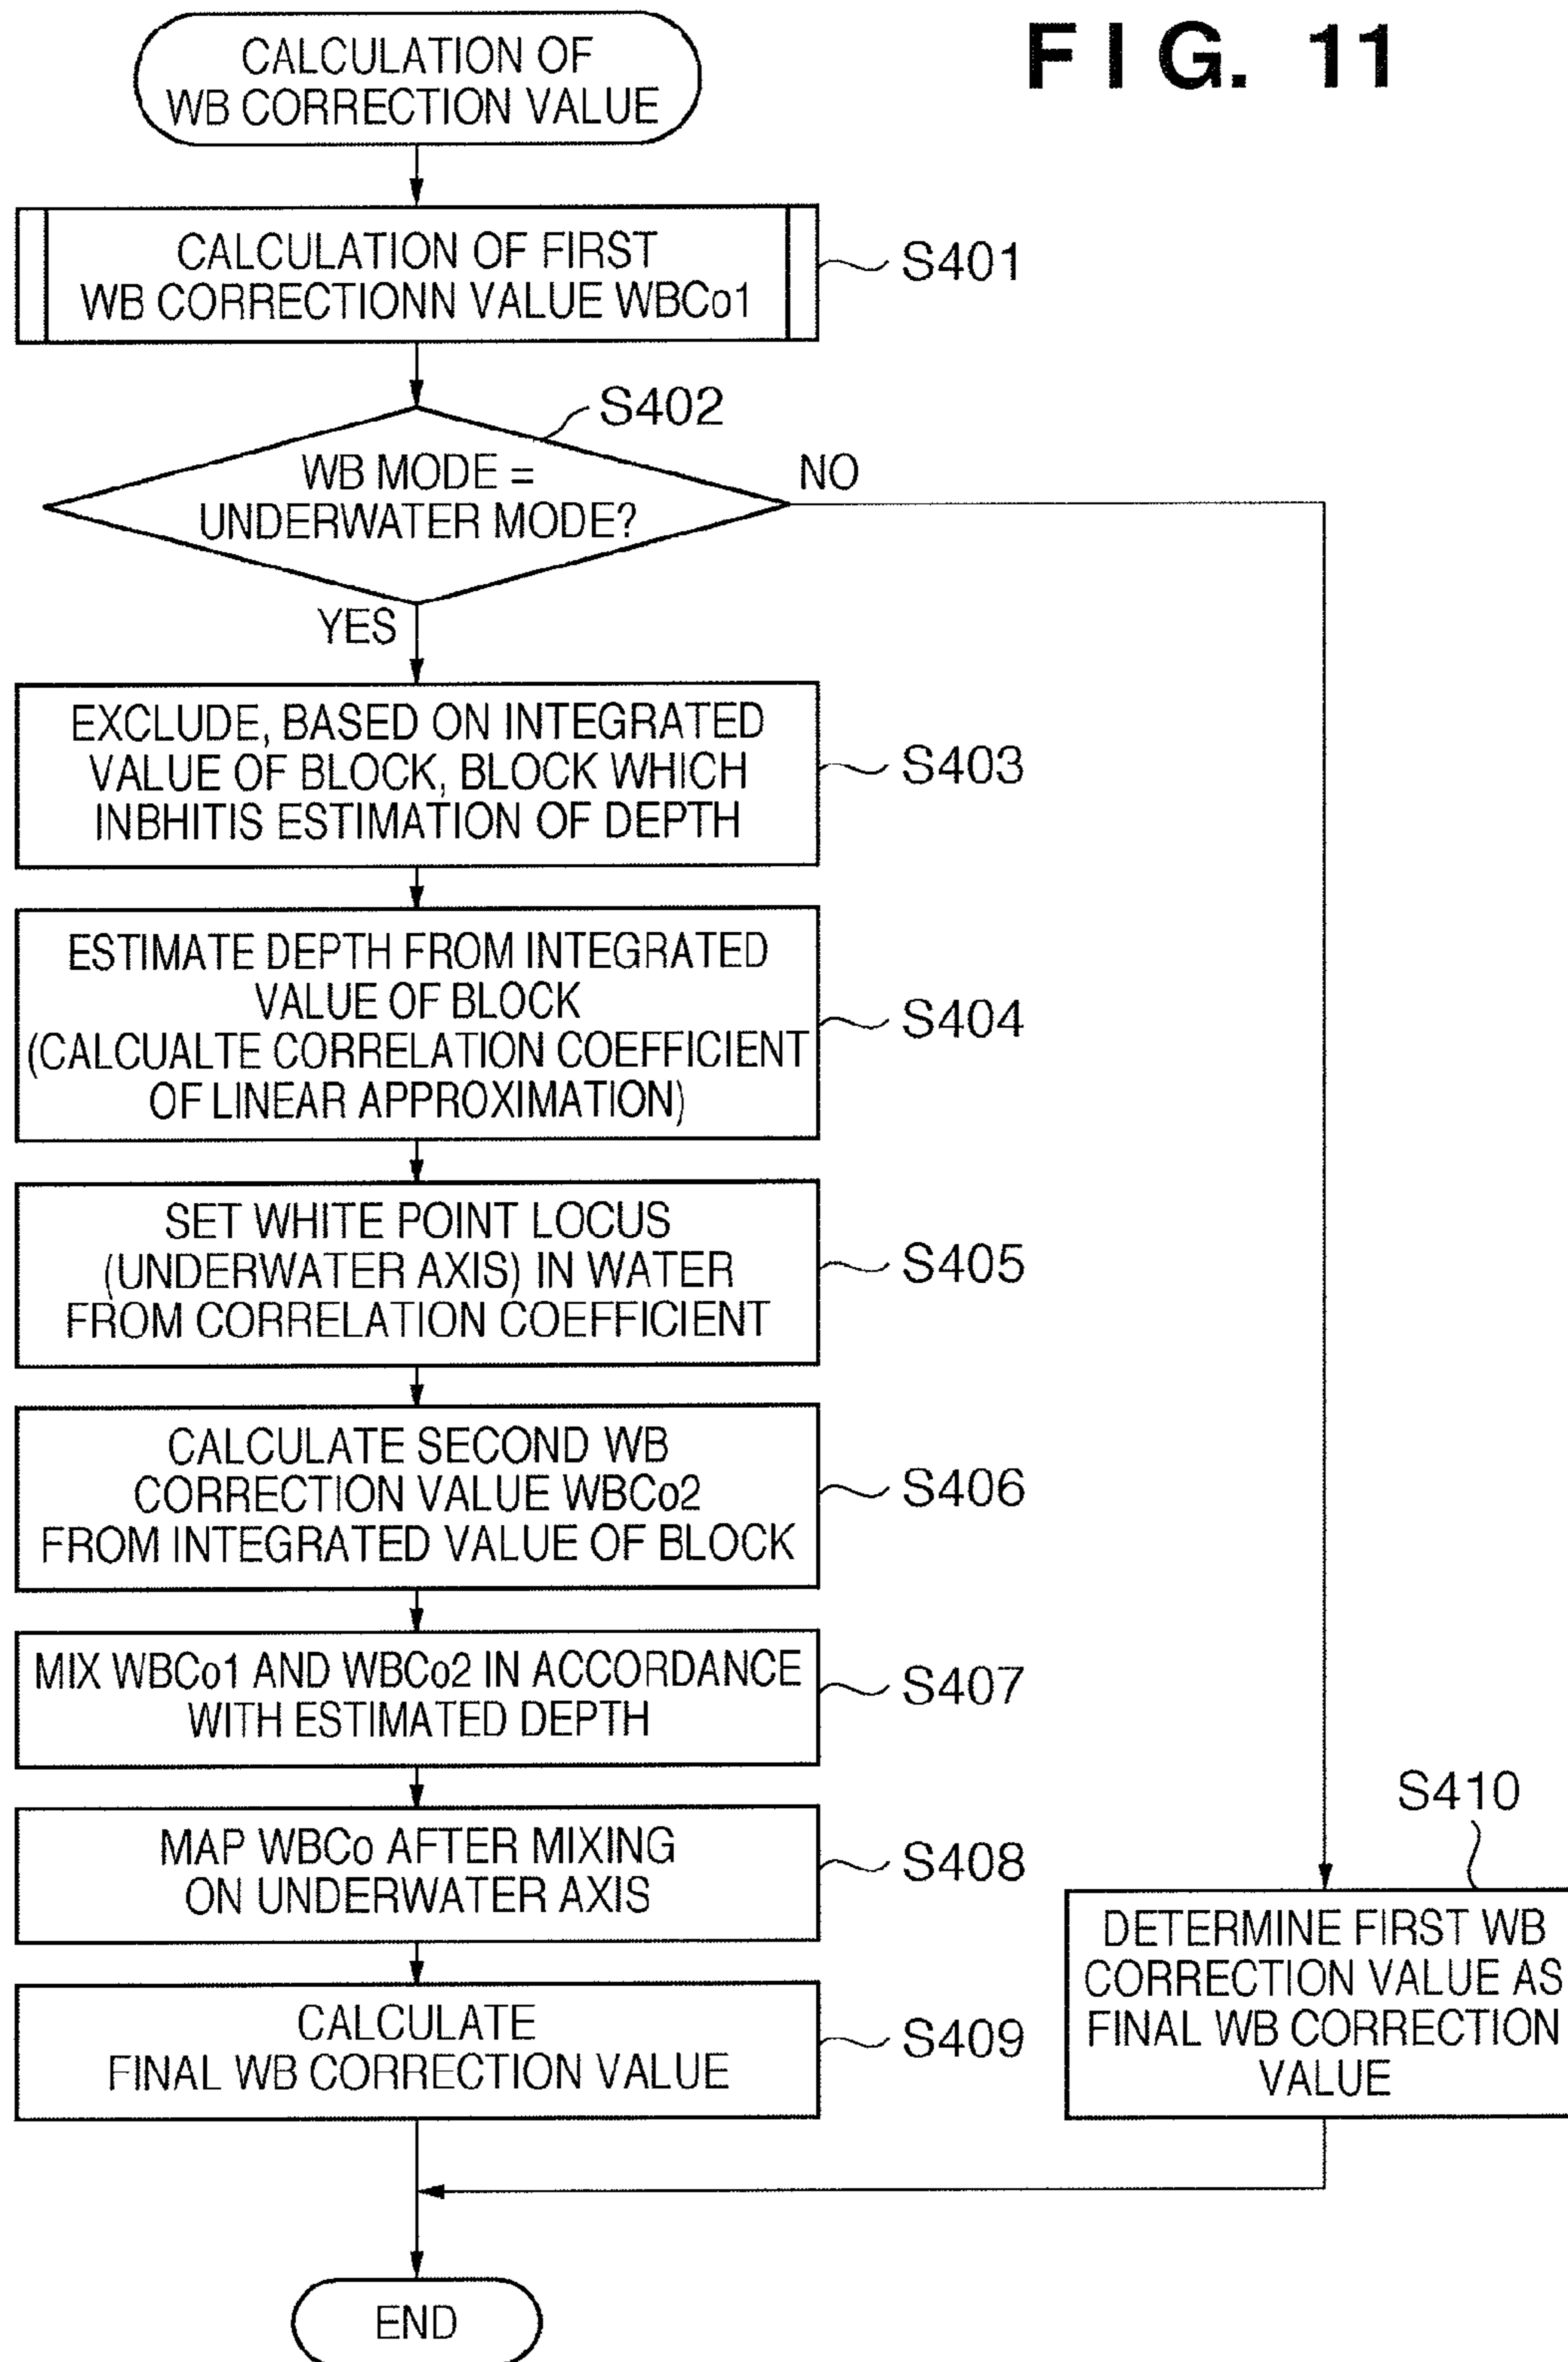 FIG. 11
CALCULATION OF
WB CORRECTION VALUE
CALCULATION OF FIRST
WB CORRECTIONN VALUE WBCo1
S401
S402
WB MODE =
UNDERWATER MODE?
NO
YES
EXCLUDE, BASED ON INTEGRATED
VALUE OF BLOCK, BLOCK WHICH
INBHITIS ESTIMATION OF DEPTH
S403
ESTIMATE DEPTH FROM INTEGRATED
VALUE OF BLOCK
(CALCUALTE CORRELATION COEFFICIENT
OF LINEAR APPROXIMATION)
S404
SET WHITE POINT LOCUS
(UNDERWATER AXIS) IN WATER
FROM CORRELATION COEFFICIENT
S405
CALCULATE SECOND WB
CORRECTION VALUE WBCo2
FROM INTEGRATED VALUE OF BLOCK
S406
MIX WBCo1 AND WBCo2 IN ACCORDANCE
WITH ESTIMATED DEPTH
S407
MAP WBCo AFTER MIXING
ON UNDERWATER AXIS
S408
CALCULATE
FINAL WB CORRECTION VALUE
S409
S410
DETERMINE FIRST WB
CORRECTION VALUE AS
FINAL WB CORRECTION
VALUE
END